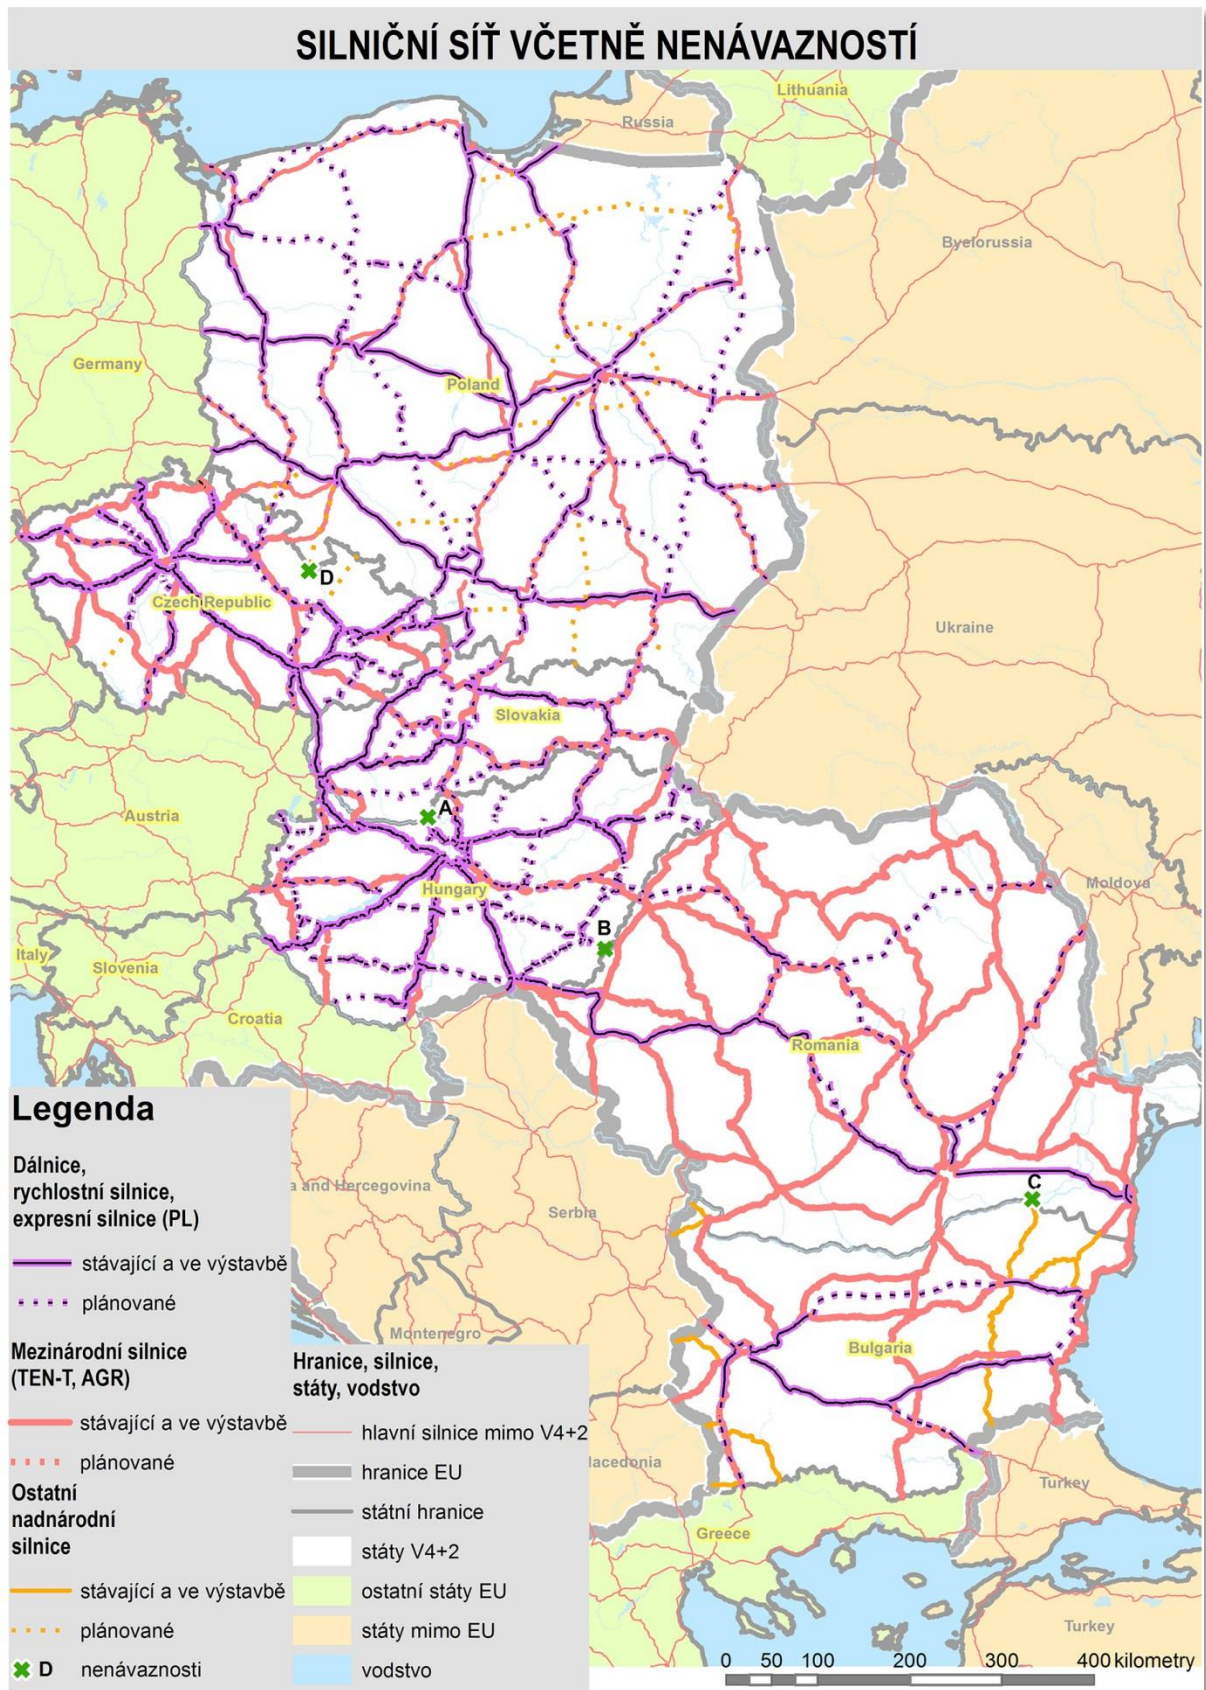 SILNIČNÍ SÍŤ VČETNĚ NENÁVAZNOSTÍ
Lithuania
Russia
Byelorussia
Germany
Poland
D
Czech Republic
Ukraine
Slovakia
A
Austria
Hungary
Moldova
B
Italy
Slovenia
Croatia
Romania
C
a and Hercegovina
Serbia
Montenegro
Bulgaria
acedonia
Turkey
Greece
Turkey
Legenda
Dálnice,
rychlostní silnice,
expresní silnice (PL)
stávající a ve výstavbě
plánované
Mezinárodní silnice
(TEN-T, AGR)
stávající a ve výstavbě
plánované
Ostatní
nadnárodní
silnice
stávající a ve výstavbě
plánované
D nenávaznosti
Hranice, silnice,
státy, vodstvo
hlavní silnice mimo V4+2
hranice EU
státní hranice
státy V4+2
ostatní státy EU
státy mimo EU
vodstvo
0 50 100 200 300 400 kilometry